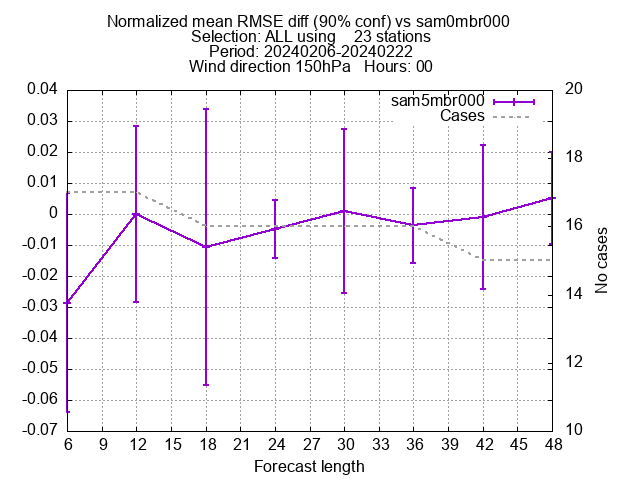 Normalized mean RMSE diff (90% conf) vs sam0mbr000
Selection: ALL using    23 stations
Period: 20240206-20240222
Wind direction 150hPa   Hours: 00
sam5mbr000
Cases
0.04
0.03
0.02
0.01
0
-0.01
-0.02
-0.03
-0.04
-0.05
-0.06
-0.07
20
18
16
14
12
10
No cases
6 9 12 15 18 21 24 27 30 33 36 39 42 45 48
Forecast length